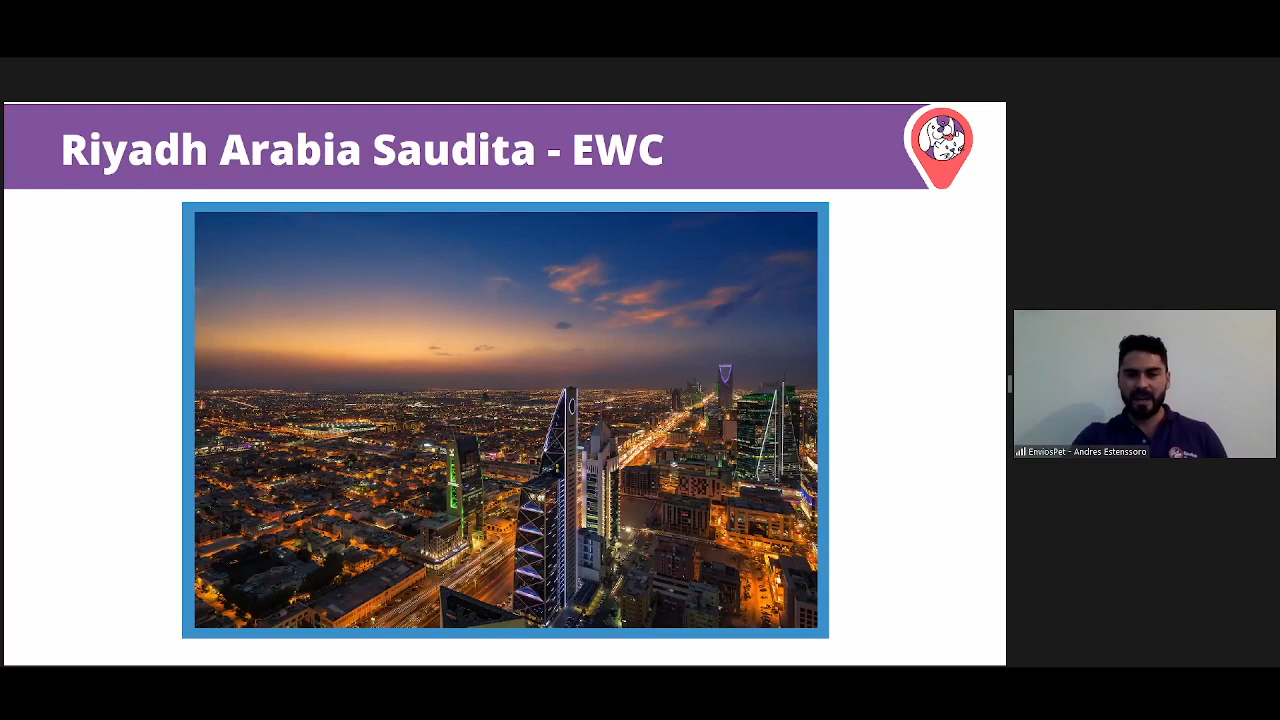 Riyadh Arabia Saudita - EWC
EnviosPet - Andres Estenssoro